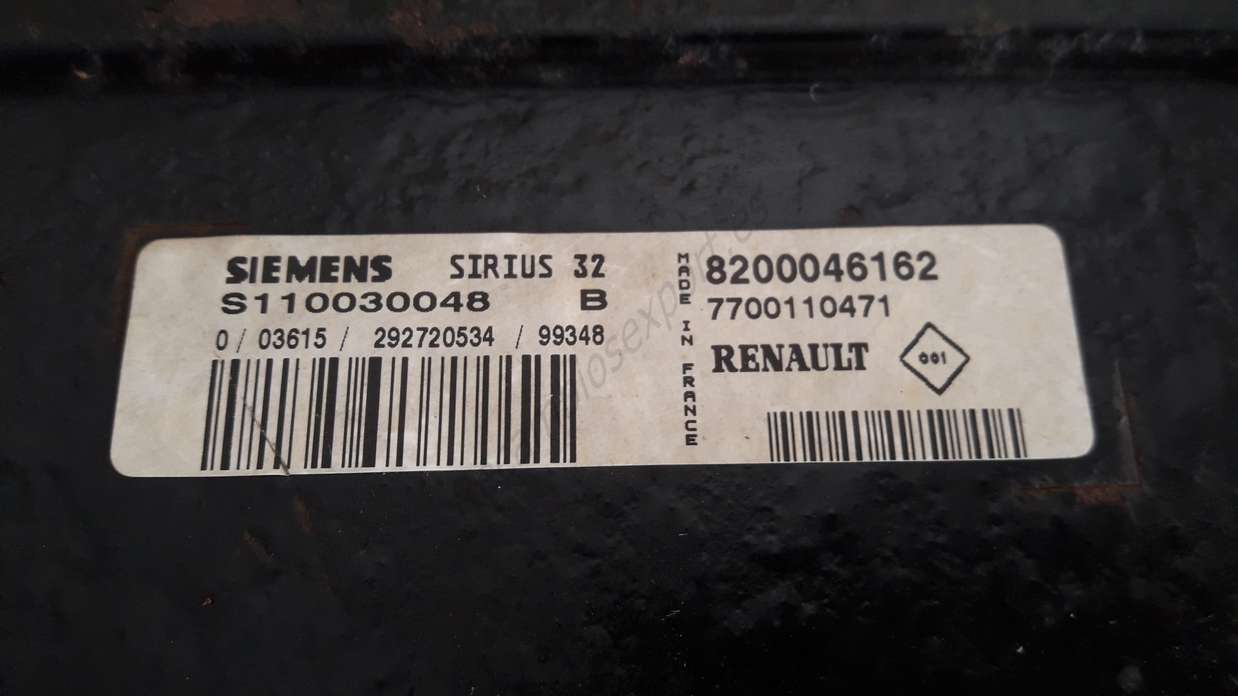 SIEMENS SIRIUS 32
S110030048 B
0 / 03615 / 292720534 / 99348
MADE IN FRANCE
8200046162
7700110471
RENAULT 001